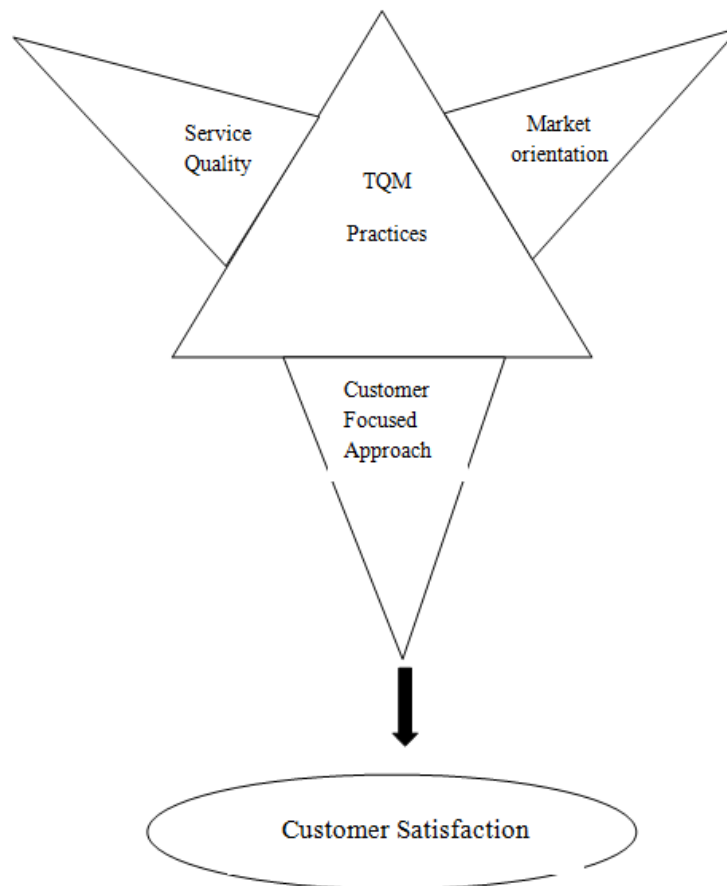 Service
Quality
TQM
Practices
Market
orientation
Customer
Focused
Approach
Customer Satisfaction